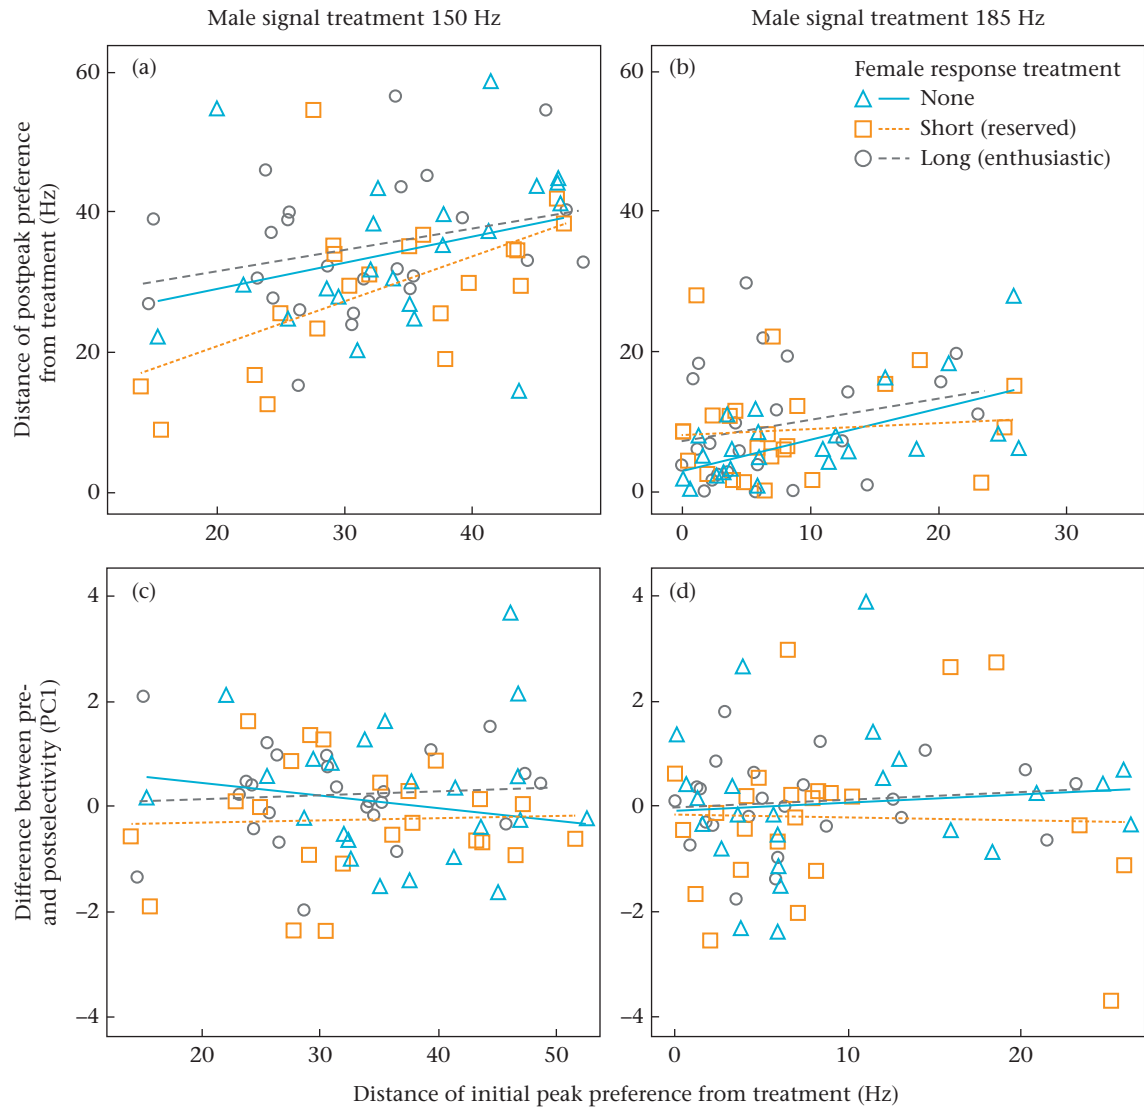 Male signal treatment 150 Hz
Male signal treatment 185 Hz
(a)
60
40
20
0
20
30
40
Distance of postpeak preference
from treatment (Hz)
(b)
60
40
20
0
0
10
20
30
Female response treatment
None
Short (reserved)
Long (enthusiastic)
(c)
4
2
0
–2
–4
20
30
40
50
Difference between pre-
and postselectivity (PC1)
(d)
4
2
0
–2
–4
0
10
20
Distance of initial peak preference from treatment (Hz)